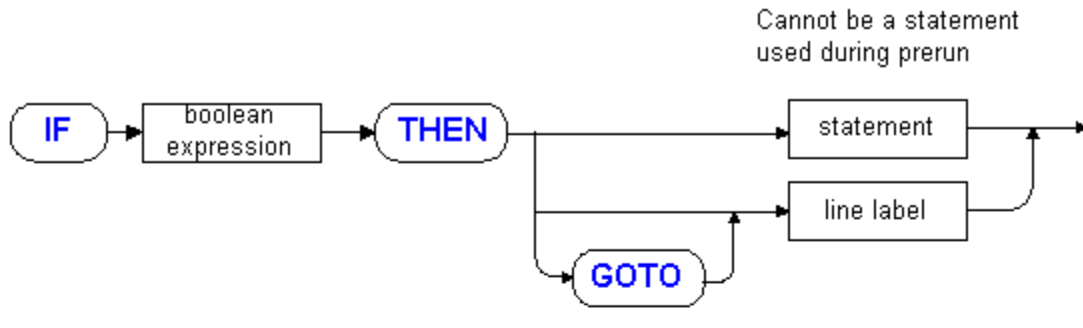 Cannot be a statement
used during prerun
IF
boolean
expression
THEN
statement
line label
GOTO